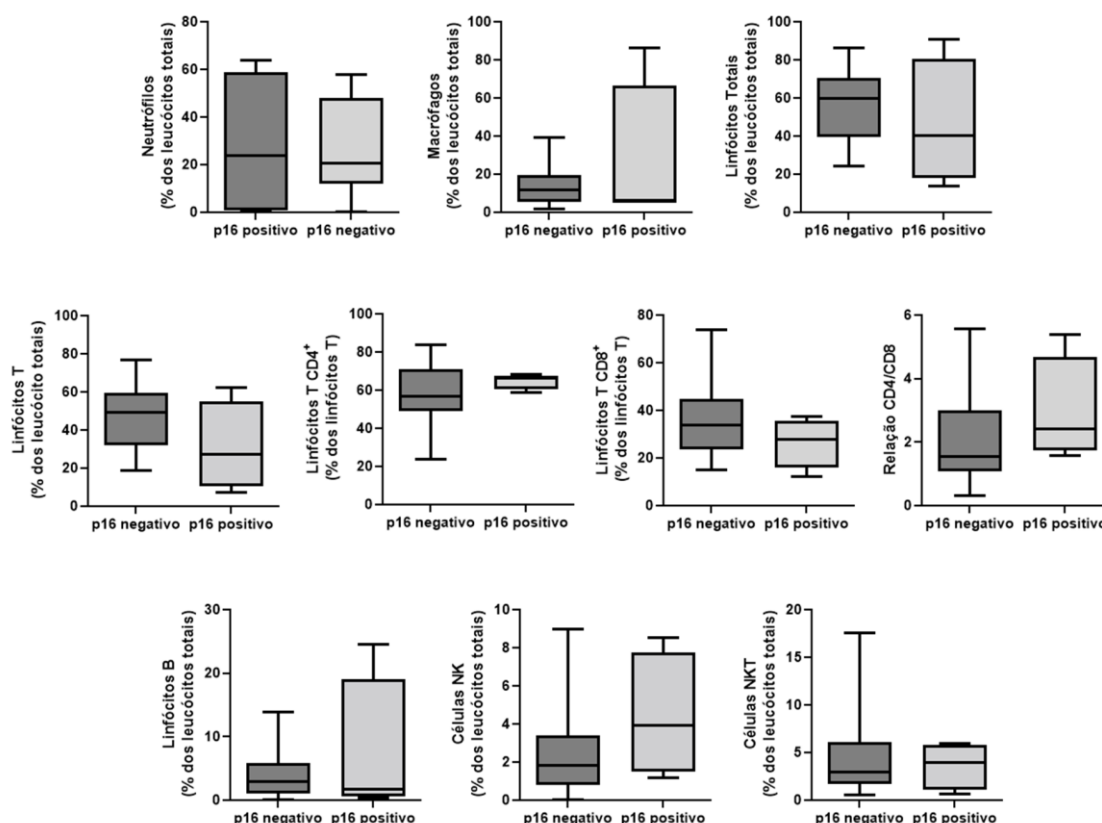 Neutrófilos
(% dos leucócitos totais)
80
60
40
20
0
p16 positivo
p16 negativo
Macrófagos
(% dos leucócitos totais)
100
80
60
40
20
0
p16 negativo
p16 positivo
Linfócitos Totais
(% dos leucócitos totais)
100
80
60
40
20
0
p16 negativo
p16 positivo
Linfócitos T
(% dos leucócito totais)
100
80
60
40
20
0
p16 negativo
p16 positivo
Linfócitos T CD4⁺
(% dos linfócitos T)
100
80
60
40
20
0
p16 negativo
p16 positivo
Linfócitos T CD8⁺
(% dos linfócitos T)
80
60
40
20
0
p16 negativo
p16 positivo
Relação CD4/CD8
6
4
2
0
p16 negativo
p16 positivo
Linfócitos B
(% dos leucócitos totais)
30
20
10
0
p16 negativo
p16 positivo
Células NK
(% dos leucócitos totais)
10
8
6
4
2
0
p16 negativo
p16 positivo
Células NKT
(% dos leucócitos totais)
20
15
10
5
0
p16 negativo
p16 positivo